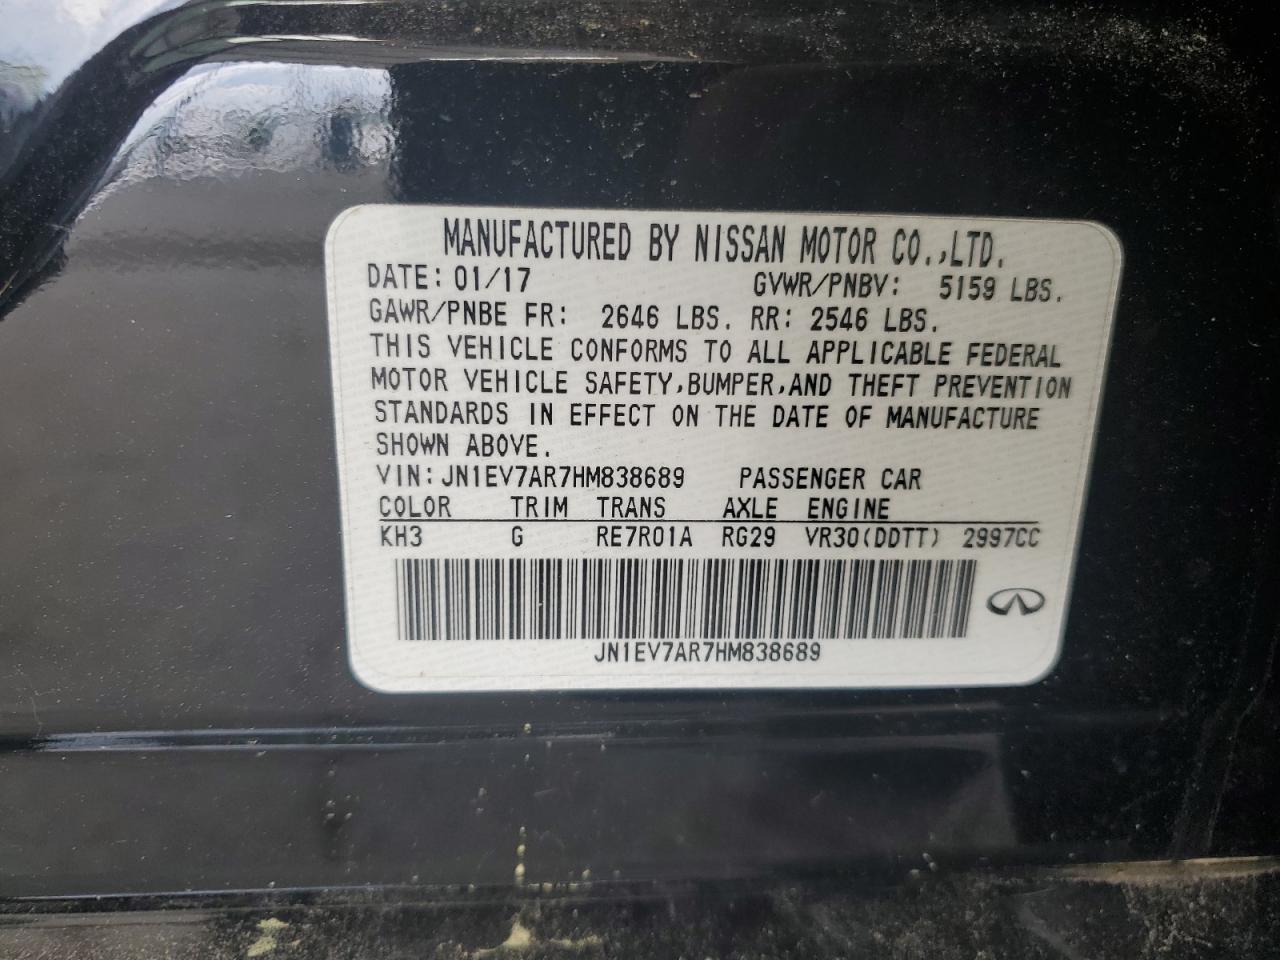 MANUFACTURED BY NISSAN MOTOR CO.,LTD.
DATE: 01/17 GVWR/PNBV: 5159 LBS.
GAWR/PNBE FR: 2646 LBS. RR: 2546 LBS.
THIS VEHICLE CONFORMS TO ALL APPLICABLE FEDERAL
MOTOR VEHICLE SAFETY,BUMPER,AND THEFT PREVENTION
STANDARDS IN EFFECT ON THE DATE OF MANUFACTURE
SHOWN ABOVE.
VIN:JN1EV7AR7HM838689 PASSENGER CAR
COLOR TRIM TRANS AXLE ENGINE
KH3 G RE7R01A RG29 VR30(DDTT) 2997CC
JN1EV7AR7HM838689